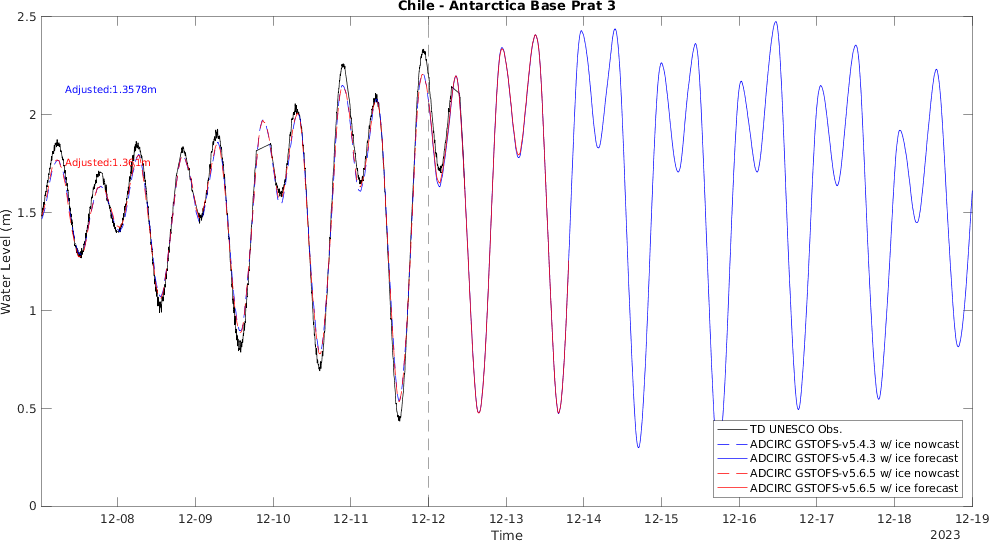 Chile - Antarctica Base Prat 3
2.5
2
1.5
1
0.5
0
Water Level (m)
Adjusted:1.3578m
Adjusted:1.361m
TD UNESCO Obs.
ADCIRC GSTOFS-v5.4.3 w/ ice nowcast
ADCIRC GSTOFS-v5.4.3 w/ ice forecast
ADCIRC GSTOFS-v5.6.5 w/ ice nowcast
ADCIRC GSTOFS-v5.6.5 w/ ice forecast
12-08 12-09 12-10 12-11 12-12 12-13 12-14 12-15 12-16 12-17 12-18 12-19
Time
2023